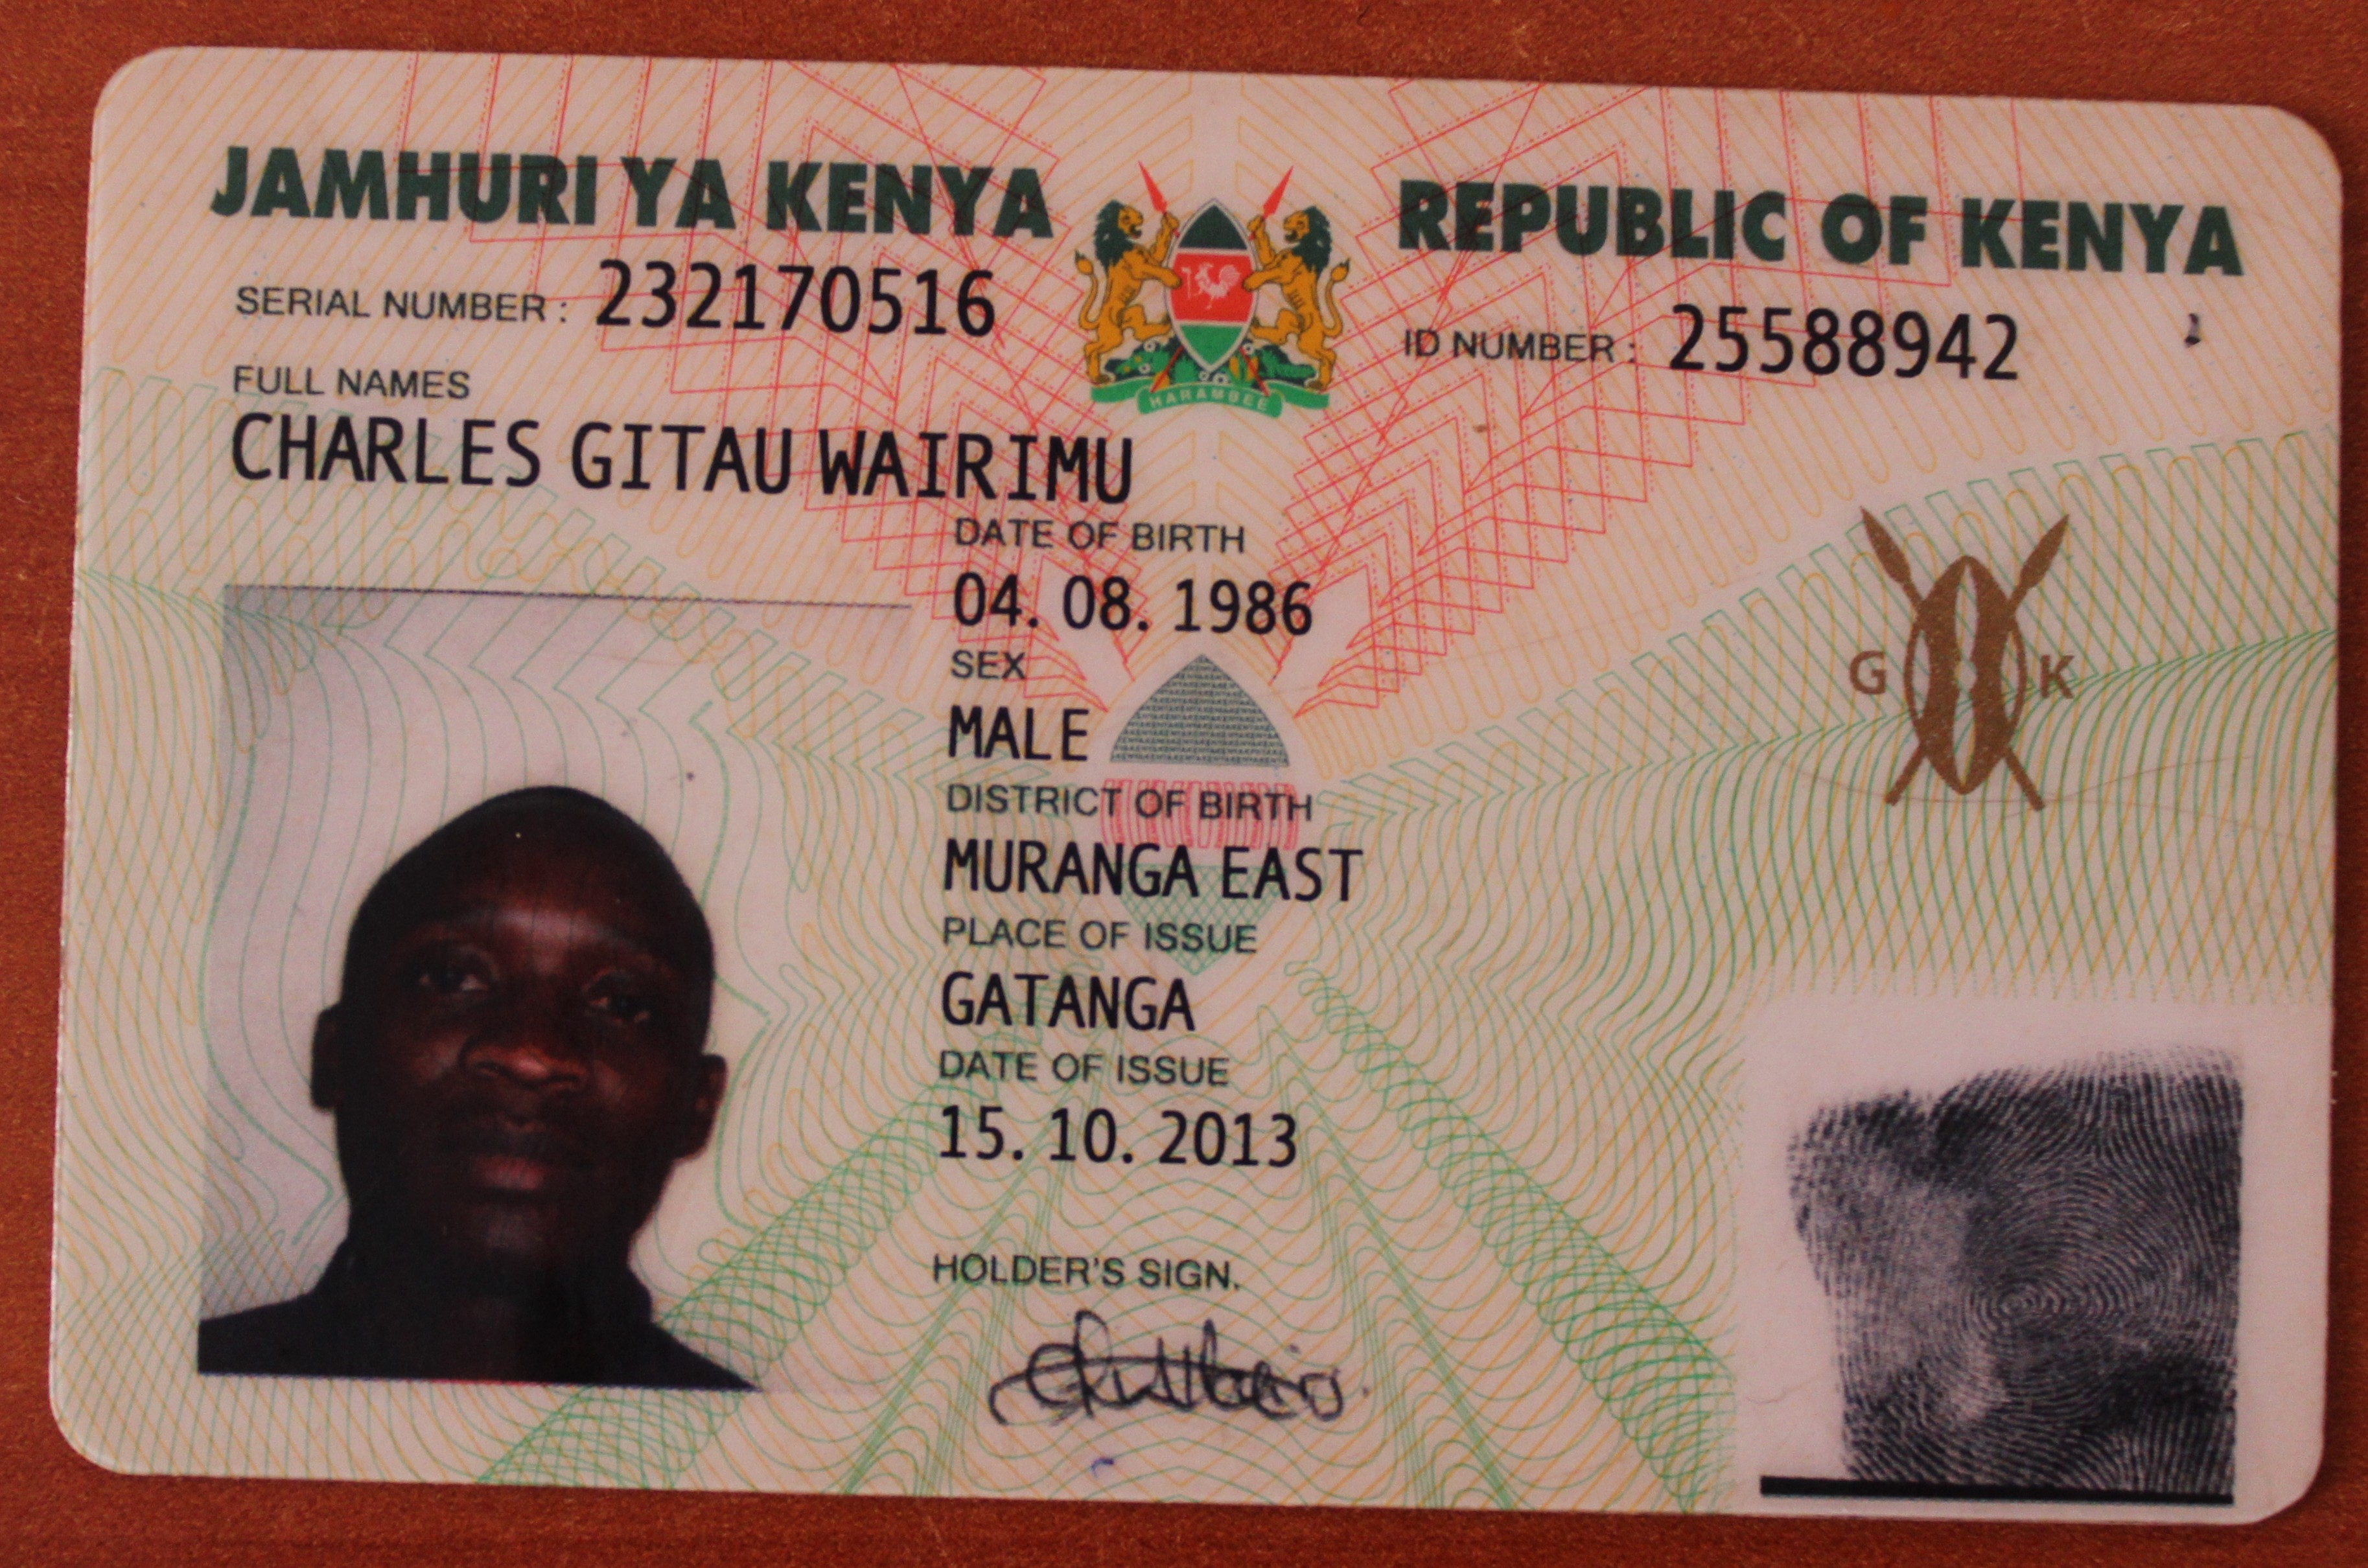 JAMHURI YA KENYA REPUBLIC OF KENYA
SERIAL NUMBER : 232170516 ID NUMBER : 25588942
HARAMBEE
FULL NAMES
CHARLES GITAU WAIRIMU
DATE OF BIRTH
04. 08. 1986
SEX
MALE
G K
DISTRICT OF BIRTH
MURANGA EAST
PLACE OF ISSUE
GATANGA
DATE OF ISSUE
15. 10. 2013
HOLDER'S SIGN.